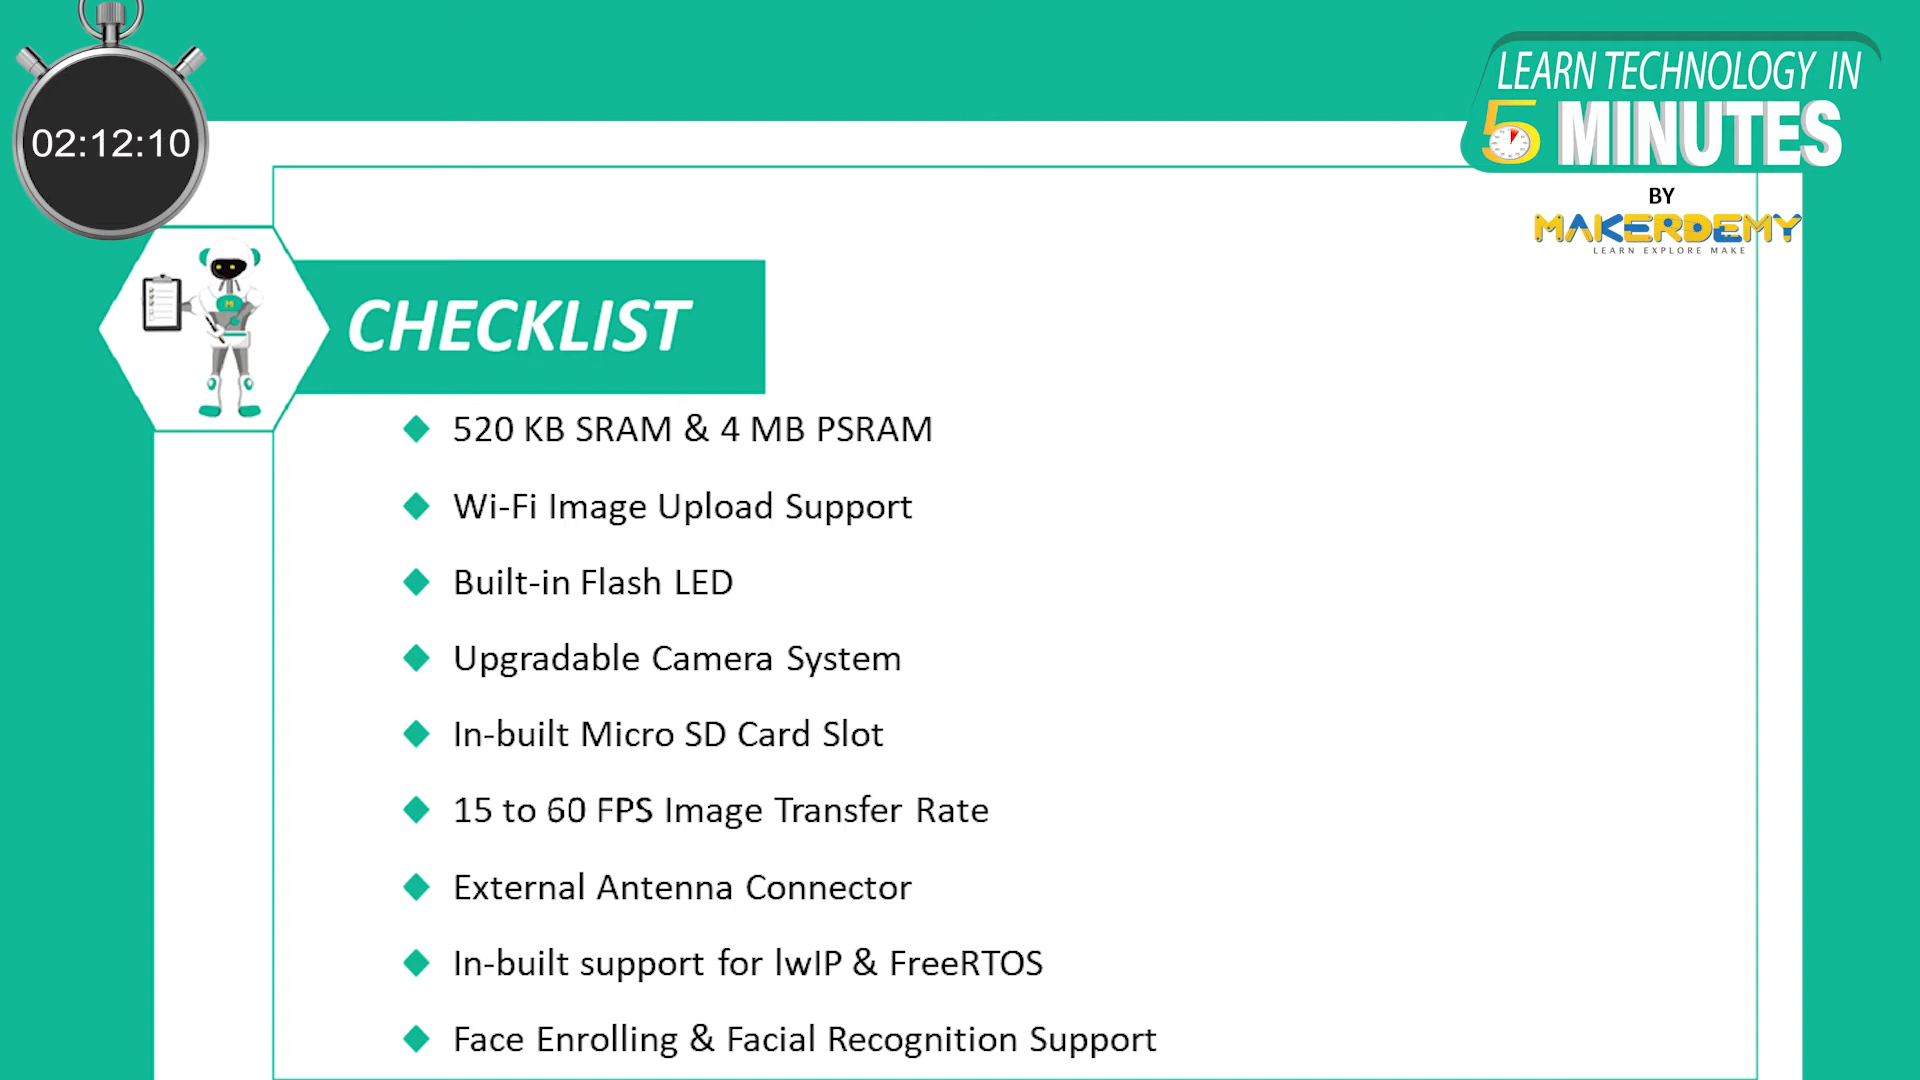 02:12:10
LEARN TECHNOLOGY IN
5 MINUTES
BY
MAKERDEMY
LEARN EXPLORE MAKE
M
CHECKLIST
520 KB SRAM & 4 MB PSRAM
Wi-Fi Image Upload Support
Built-in Flash LED
Upgradable Camera System
In-built Micro SD Card Slot
15 to 60 FPS Image Transfer Rate
External Antenna Connector
In-built support for lwIP & FreeRTOS
Face Enrolling & Facial Recognition Support